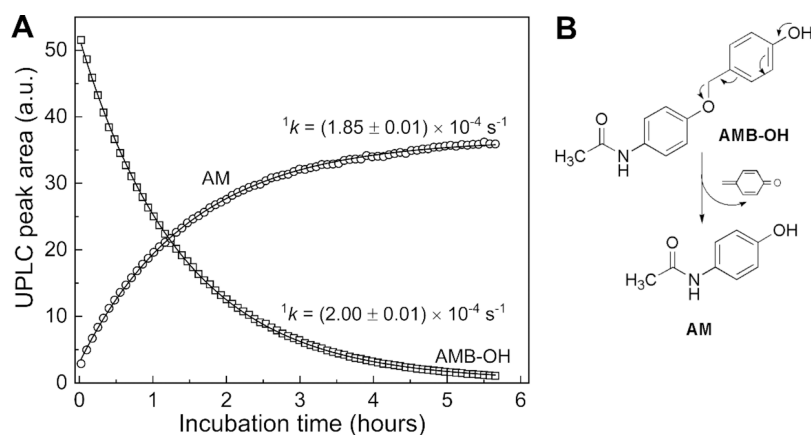 A
B
UPLC peak area (a.u.)
50
40
30
20
10
0
0 1 2 3 4 5 6
Incubation time (hours)
¹k = (1.85 ± 0.01) × 10⁻⁴ s⁻¹
AM
¹k = (2.00 ± 0.01) × 10⁻⁴ s⁻¹
AMB-OH
OH
O
O
H₃C
N
H
AMB-OH
O
OH
O
H₃C
N
H
AM